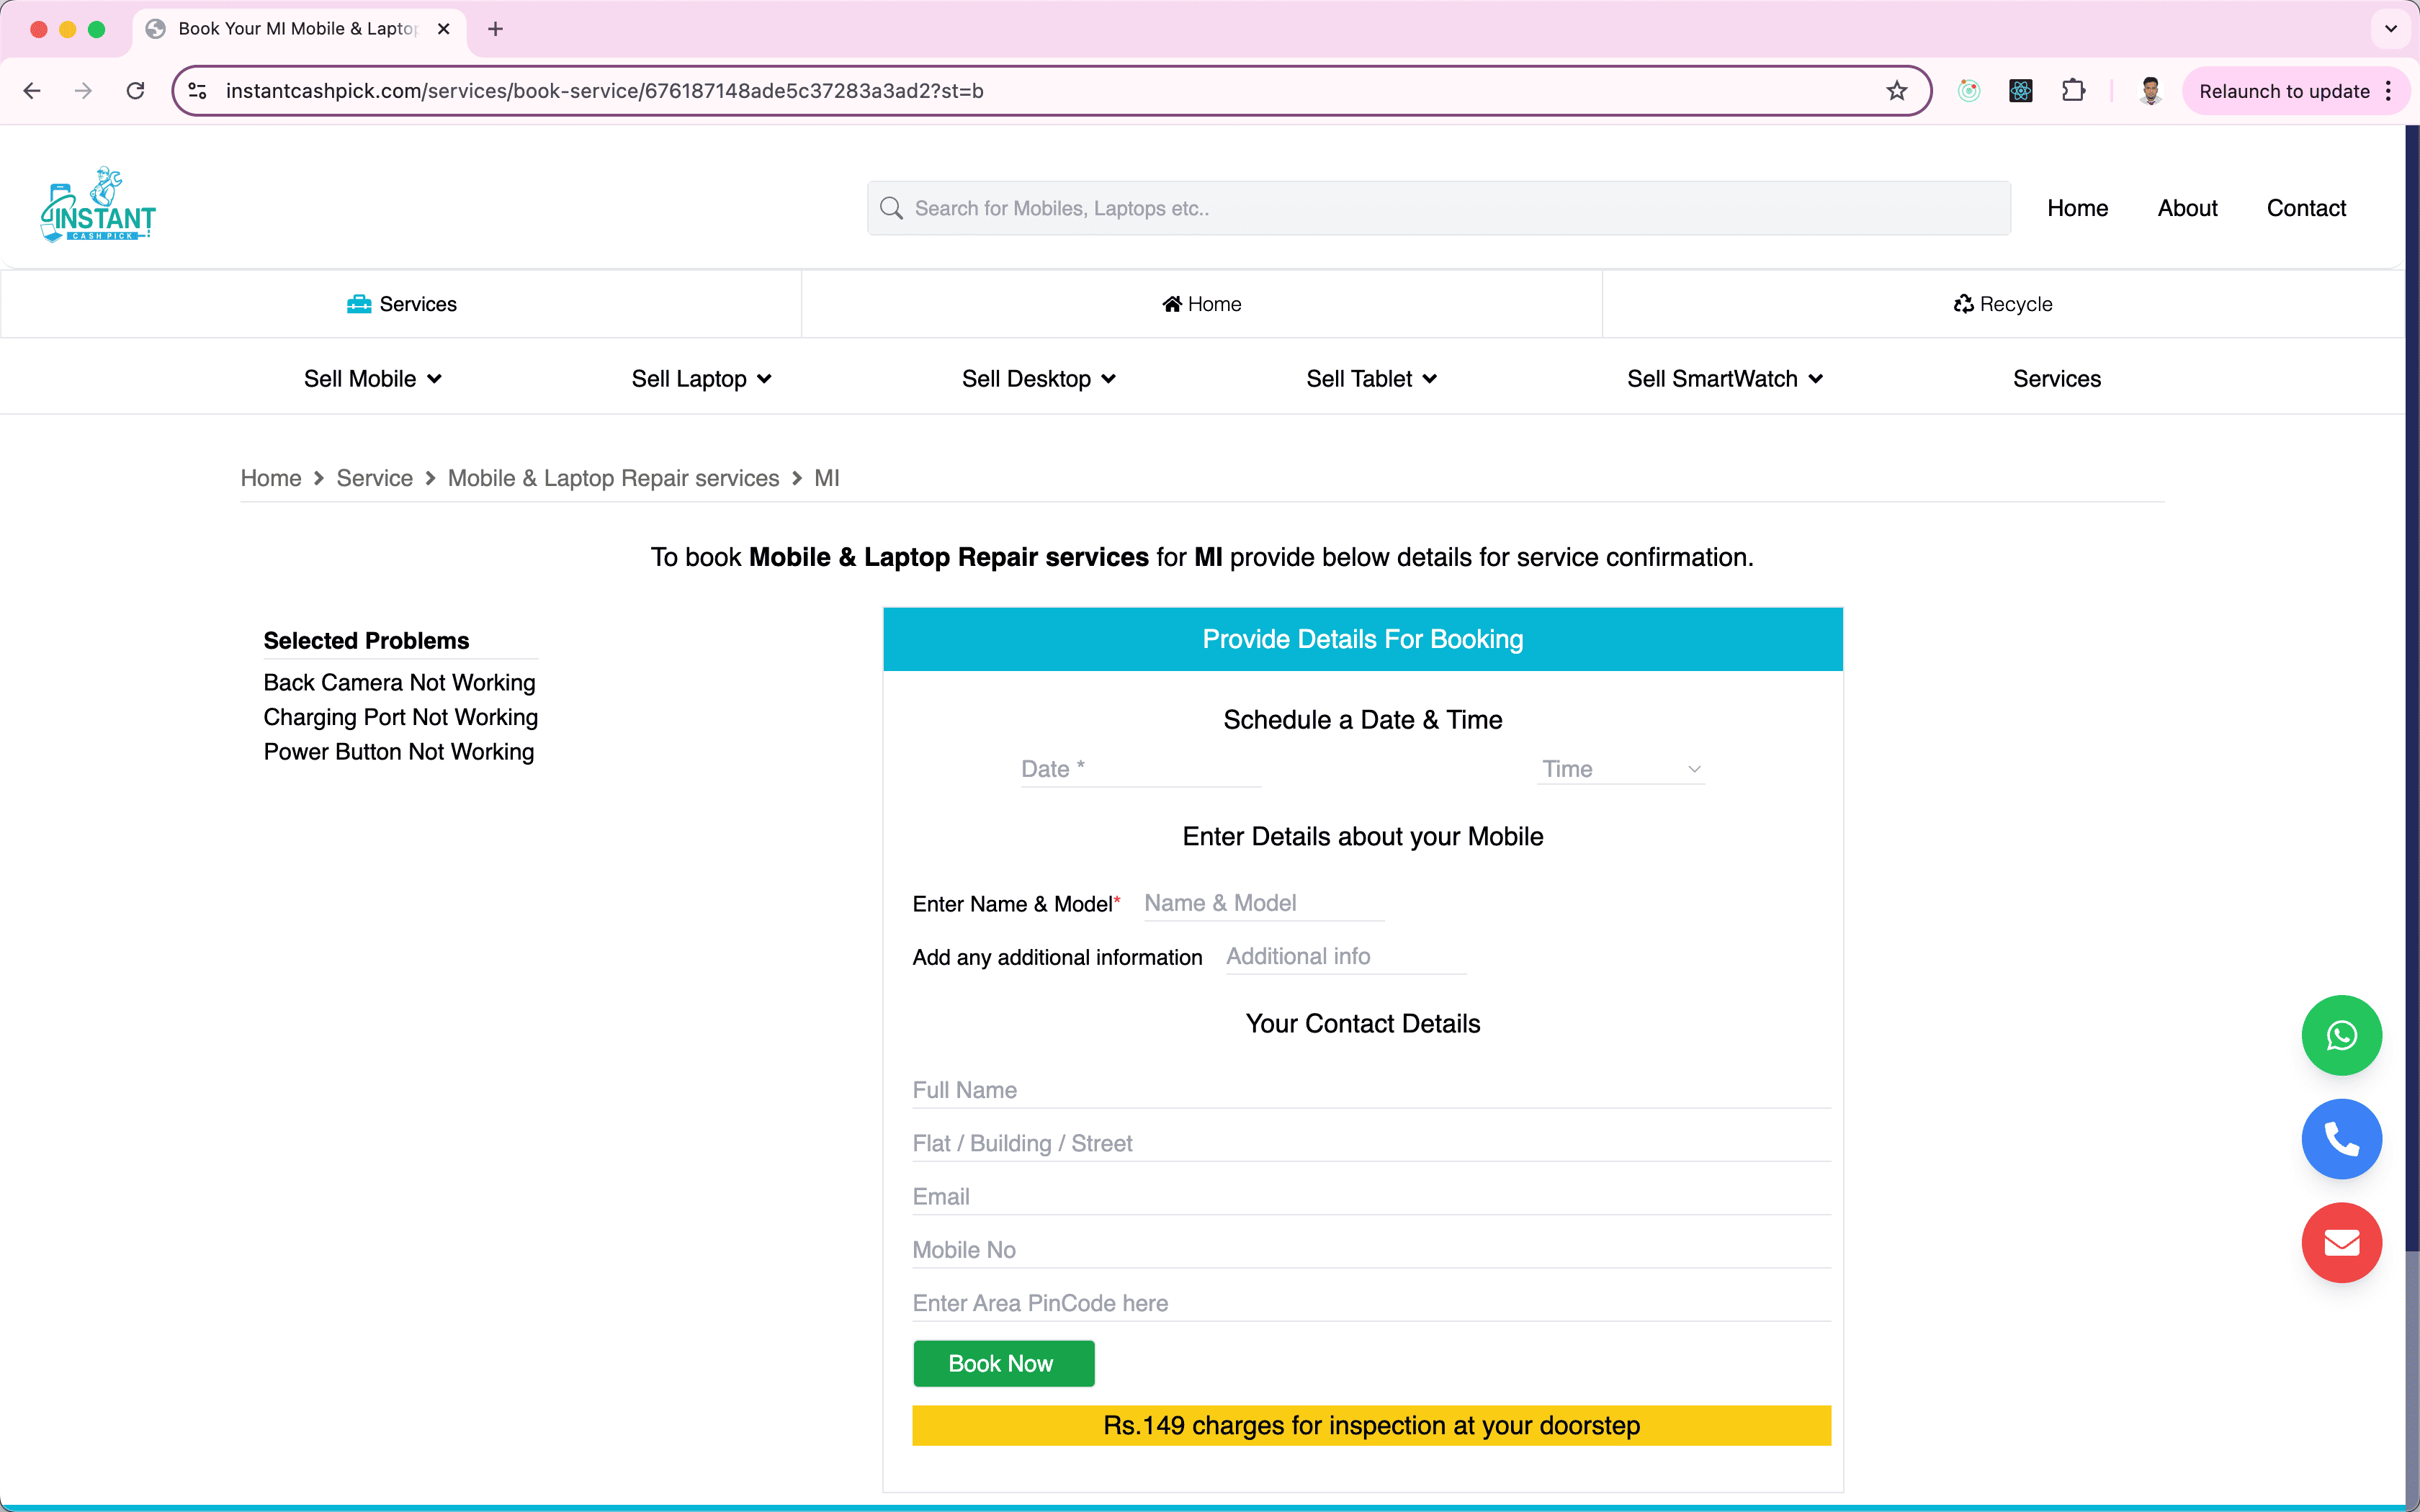 Book Your MI Mobile & Lapto
instantcashpick.com/services/book-service/676187148ade5c37283a3ad2?st=b
Relaunch to update
INSTANT
CASH PICK
Search for Mobiles, Laptops etc..
Home
About
Contact
Services
Home
Recycle
Sell Mobile
Sell Laptop
Sell Desktop
Sell Tablet
Sell SmartWatch
Services
Home > Service > Mobile & Laptop Repair services > MI
To book Mobile & Laptop Repair services for MI provide below details for service confirmation.
Selected Problems
Back Camera Not Working
Charging Port Not Working
Power Button Not Working
Provide Details For Booking
Schedule a Date & Time
Date *
Time
Enter Details about your Mobile
Enter Name & Model*
Name & Model
Add any additional information
Additional info
Your Contact Details
Full Name
Flat / Building / Street
Email
Mobile No
Enter Area PinCode here
Book Now
Rs.149 charges for inspection at your doorstep